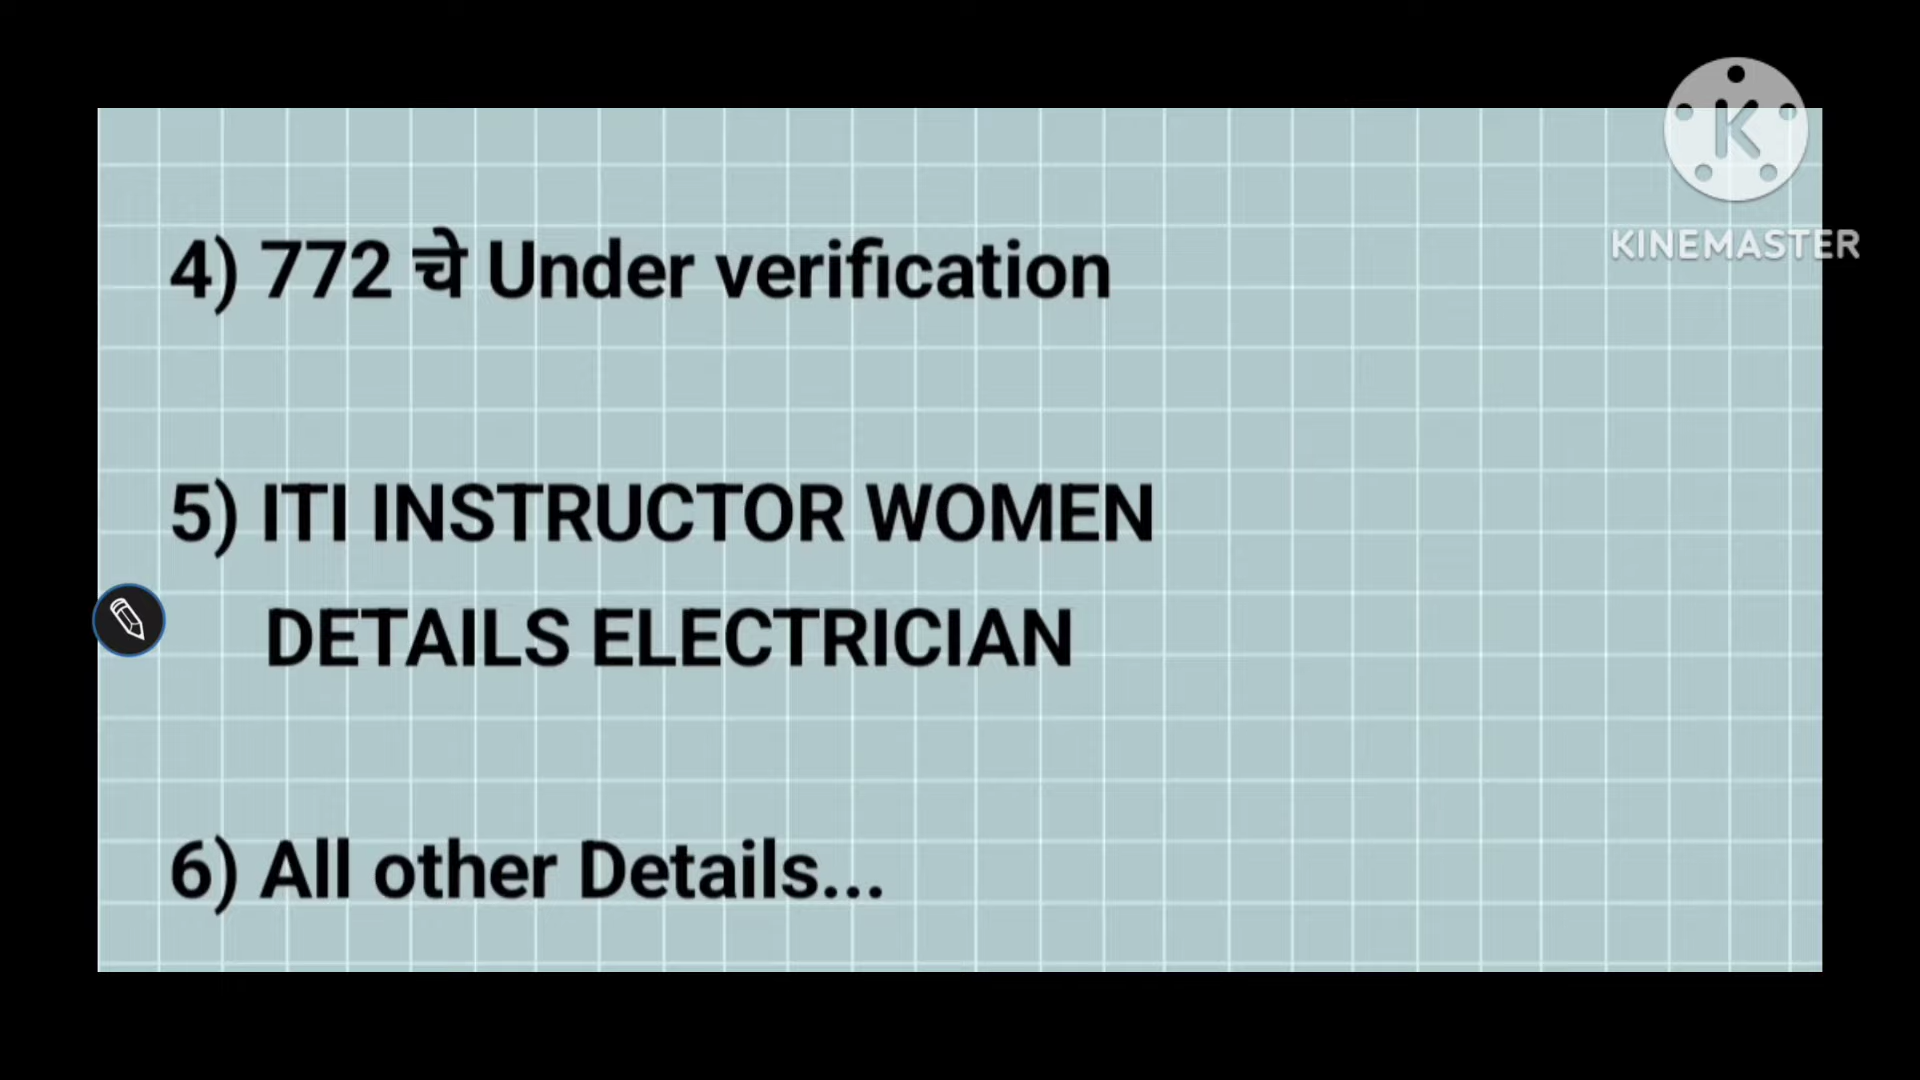 K
KINEMASTER
4) 772 चे Under verification
5) ITI INSTRUCTOR WOMEN
DETAILS ELECTRICIAN
6) All other Details...